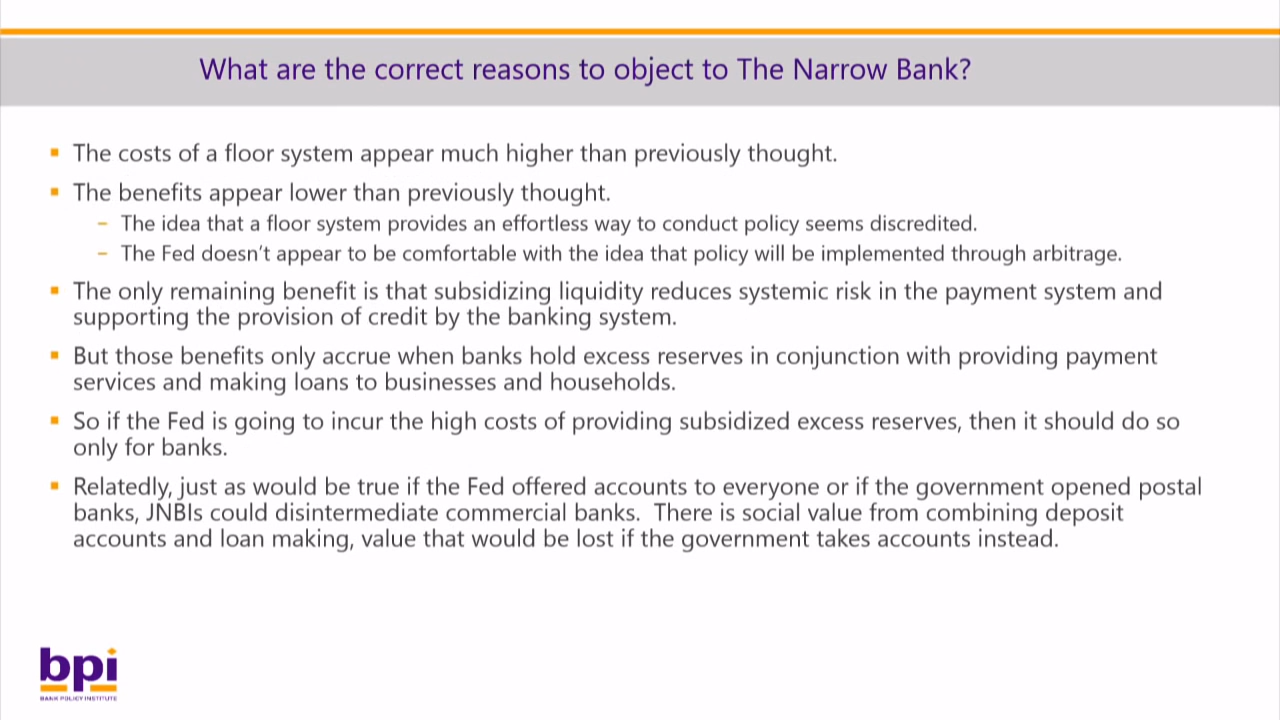 What are the correct reasons to object to The Narrow Bank?
The costs of a floor system appear much higher than previously thought.
The benefits appear lower than previously thought.
– The idea that a floor system provides an effortless way to conduct policy seems discredited.
– The Fed doesn't appear to be comfortable with the idea that policy will be implemented through arbitrage.
The only remaining benefit is that subsidizing liquidity reduces systemic risk in the payment system and
supporting the provision of credit by the banking system.
But those benefits only accrue when banks hold excess reserves in conjunction with providing payment
services and making loans to businesses and households.
So if the Fed is going to incur the high costs of providing subsidized excess reserves, then it should do so
only for banks.
Relatedly, just as would be true if the Fed offered accounts to everyone or if the government opened postal
banks, JNBIs could disintermediate commercial banks.  There is social value from combining deposit
accounts and loan making, value that would be lost if the government takes accounts instead.
bpi
BANK POLICY INSTITUTE